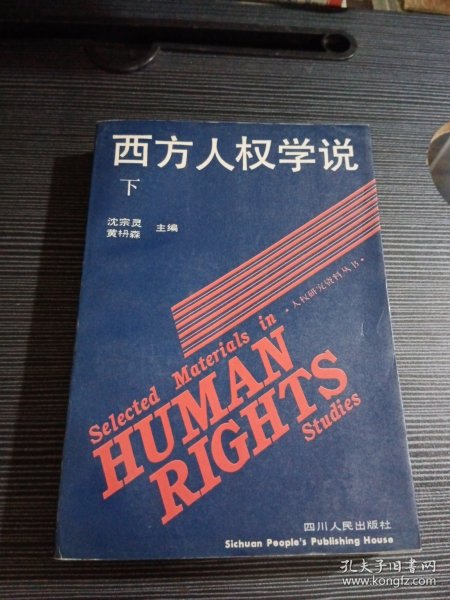 西方人权学说
下
沈宗灵
黄枬森
主编
·人权研究资料丛书·
Selected Materials in
HUMAN
RIGHTS
Studies
四川人民出版社
Sichuan People's Publishing House
孔夫子旧书网
www.kongfz.com